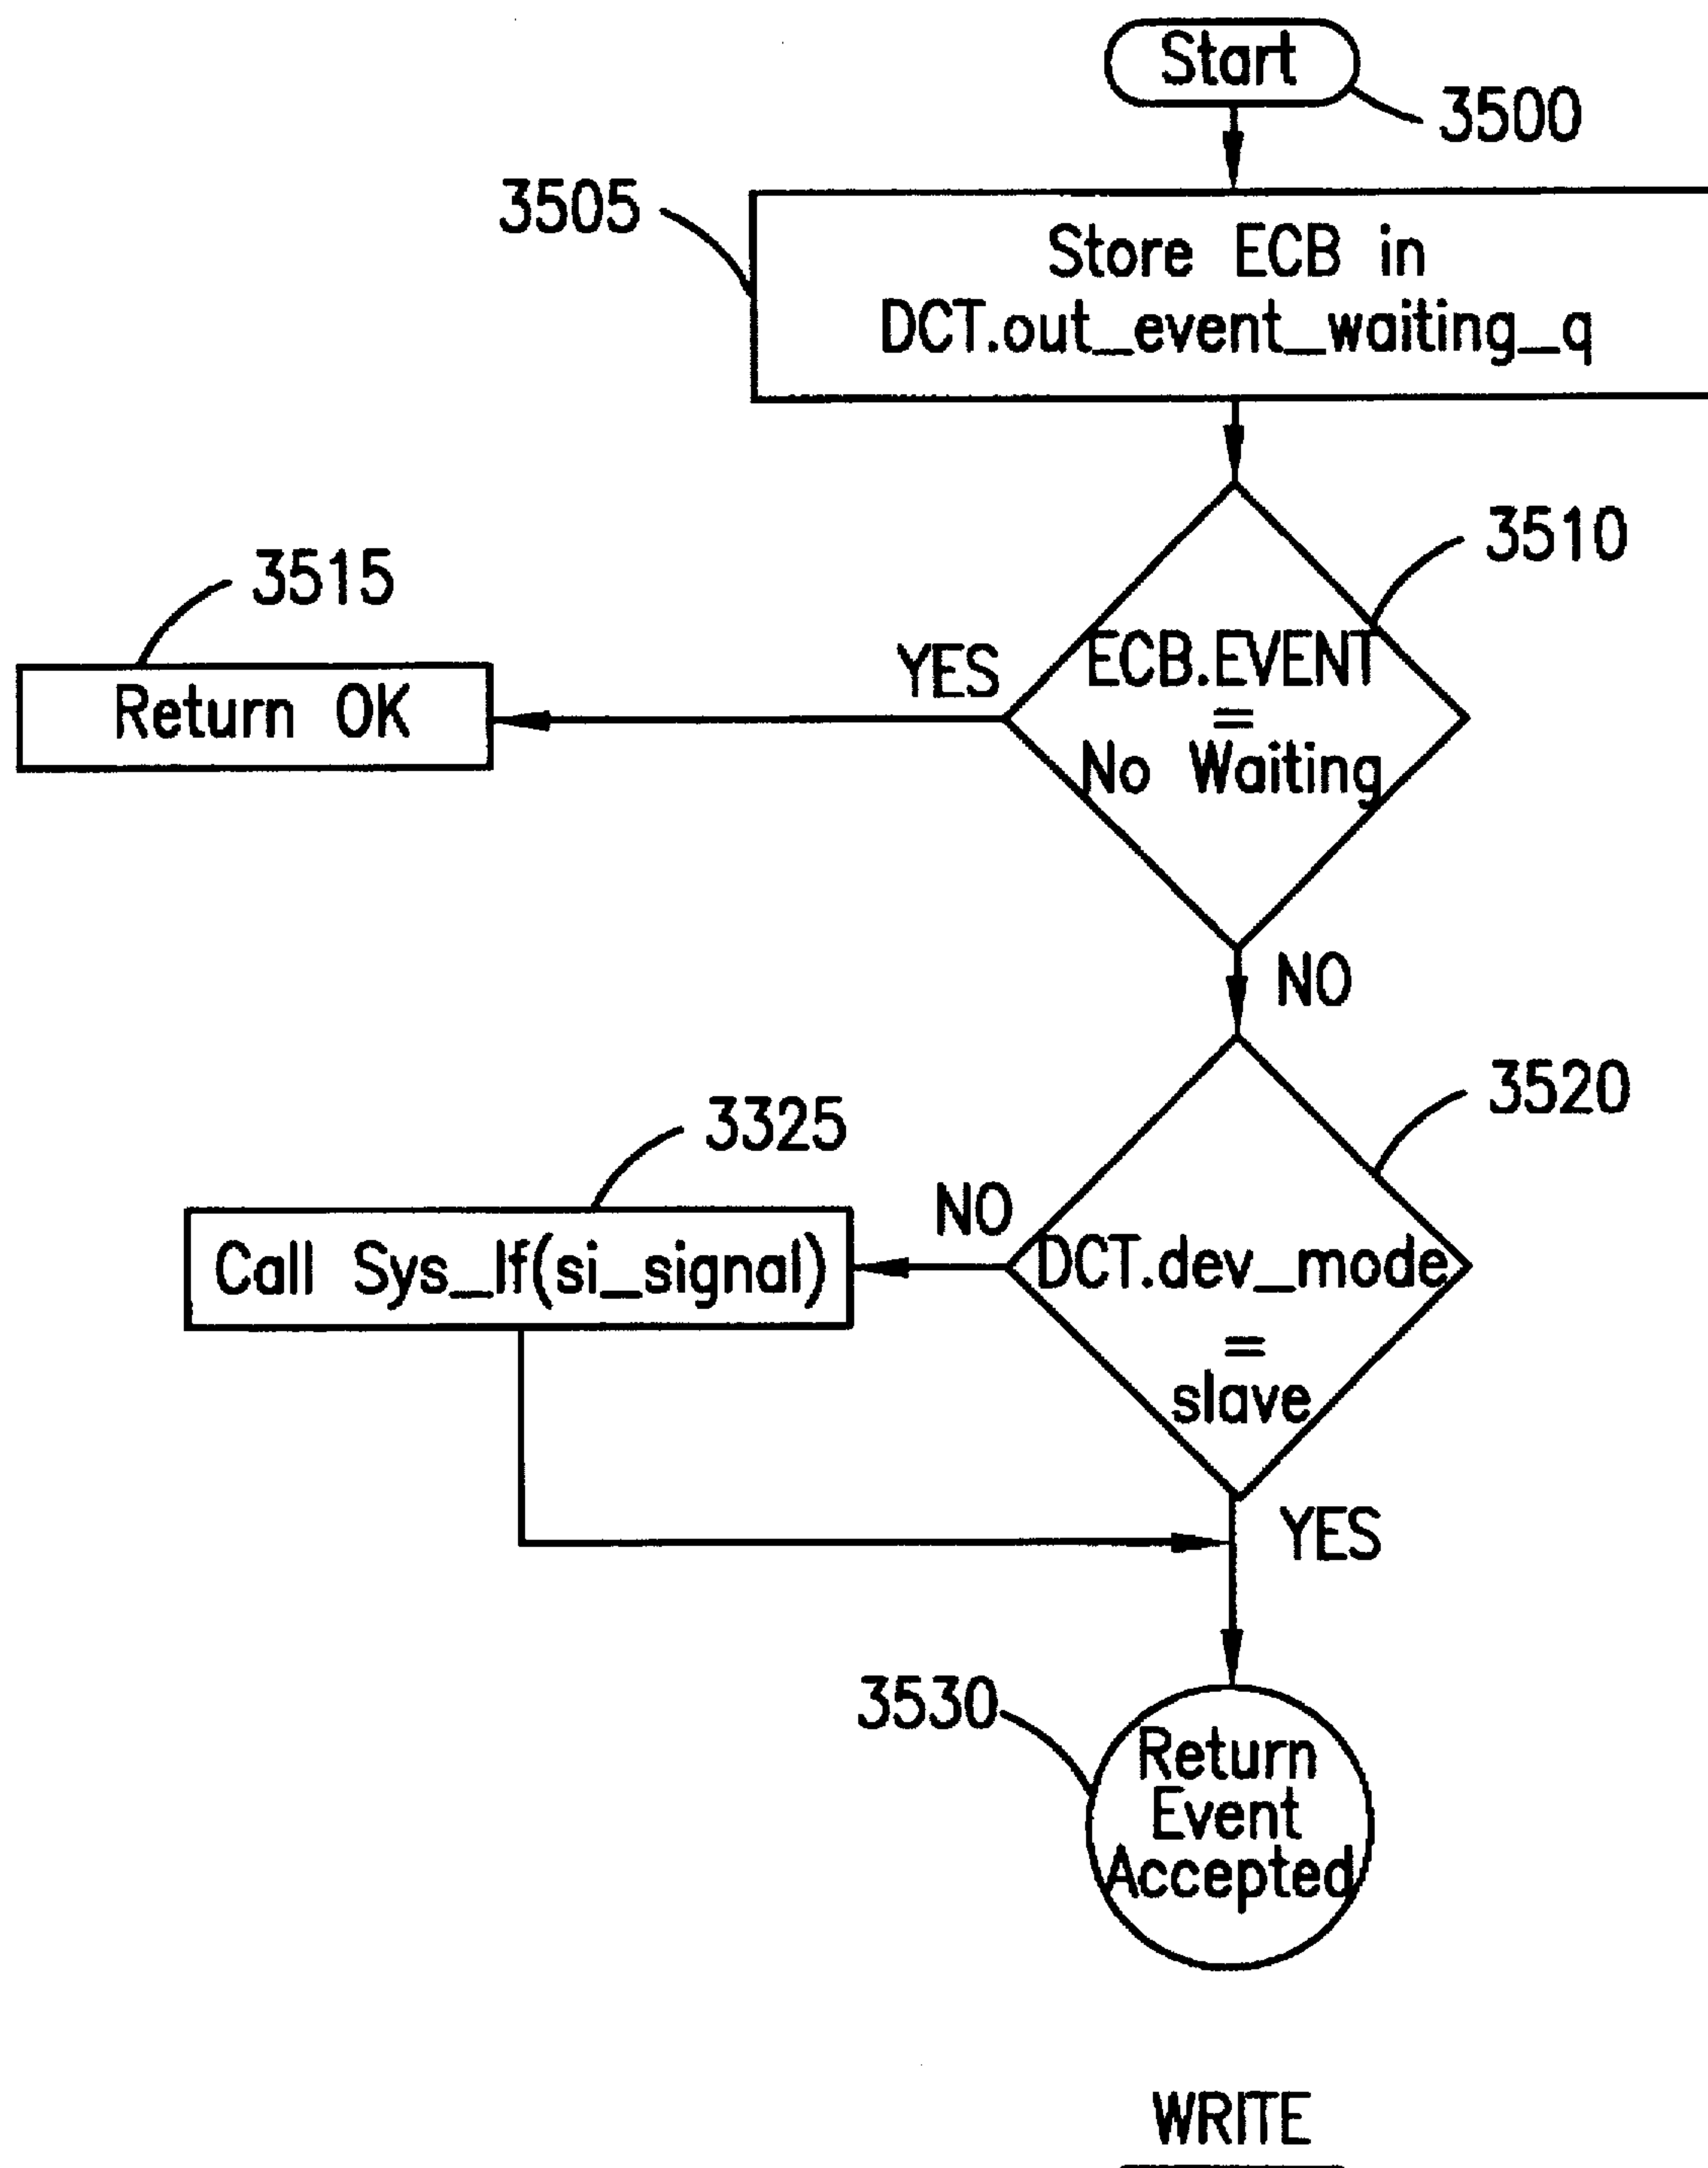 Start
3500
3505
Store ECB in
DCT.out_event_waiting_q
3510
3515
YES
ECB.EVENT
=
No Waiting
Return OK
NO
3520
3325
NO
Call Sys_If(si_signal)
DCT.dev_mode
=
slave
YES
3530
Return
Event
Accepted
WRITE